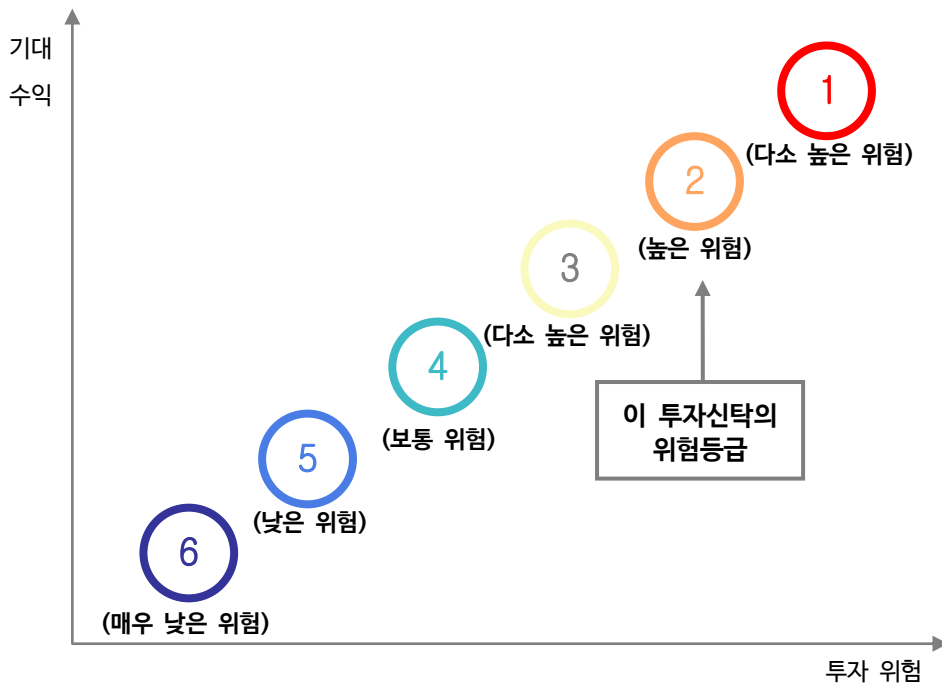 기대
수익
1
(다소 높은 위험)
2
(높은 위험)
3
(다소 높은 위험)
4
(보통 위험)
이 투자신탁의
위험등급
5
(낮은 위험)
6
(매우 낮은 위험)
투자 위험